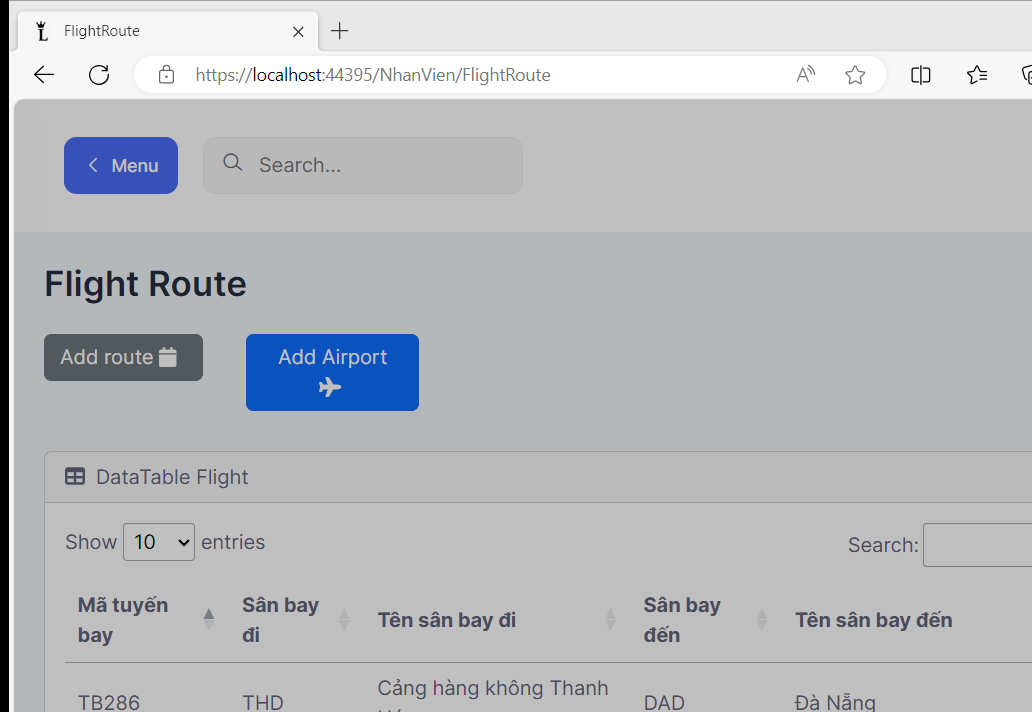 FlightRoute
https://localhost:44395/NhanVien/FlightRoute
Menu
Search...
Flight Route
Add route
Add Airport
DataTable Flight
Show 10 entries
Search:
Mã tuyến
bay
Sân bay
đi
Tên sân bay đi
Sân bay
đến
Tên sân bay đến
TB286
THD
Cảng hàng không Thanh
DAD
Đà Nẵng